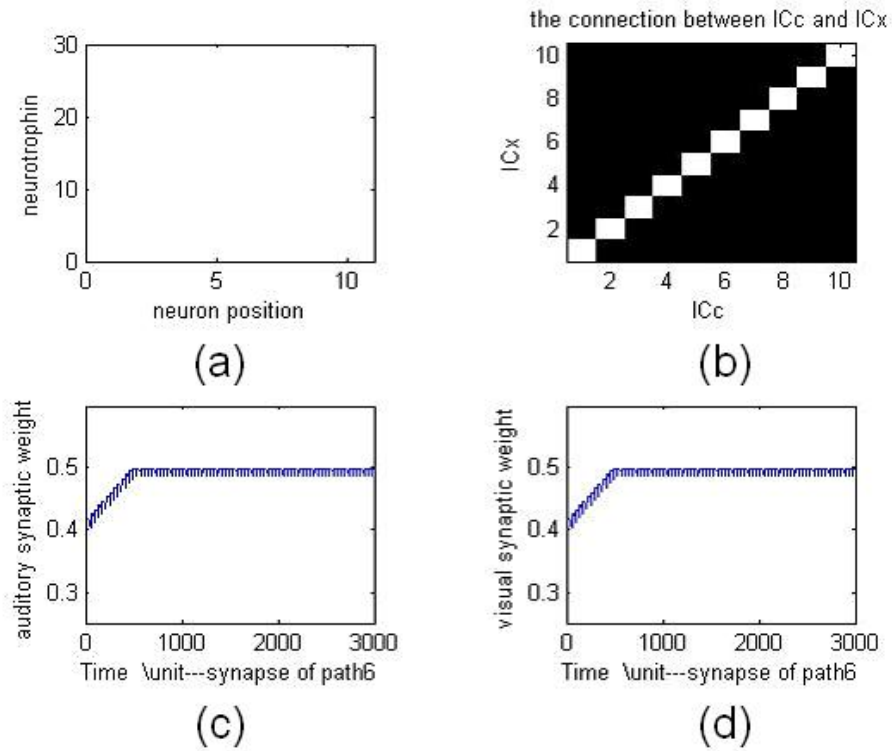 the connection between ICc and ICx
30
20
10
0
neurotrophin
0 5 10
neuron position
(a)
10
8
6
4
2
ICx
2 4 6 8 10
ICc
(b)
0.5
0.4
0.3
auditory synaptic weight
0 1000 2000 3000
Time \unit---synapse of path6
(c)
0.5
0.4
0.3
visual synaptic weight
0 1000 2000 3000
Time \unit---synapse of path6
(d)